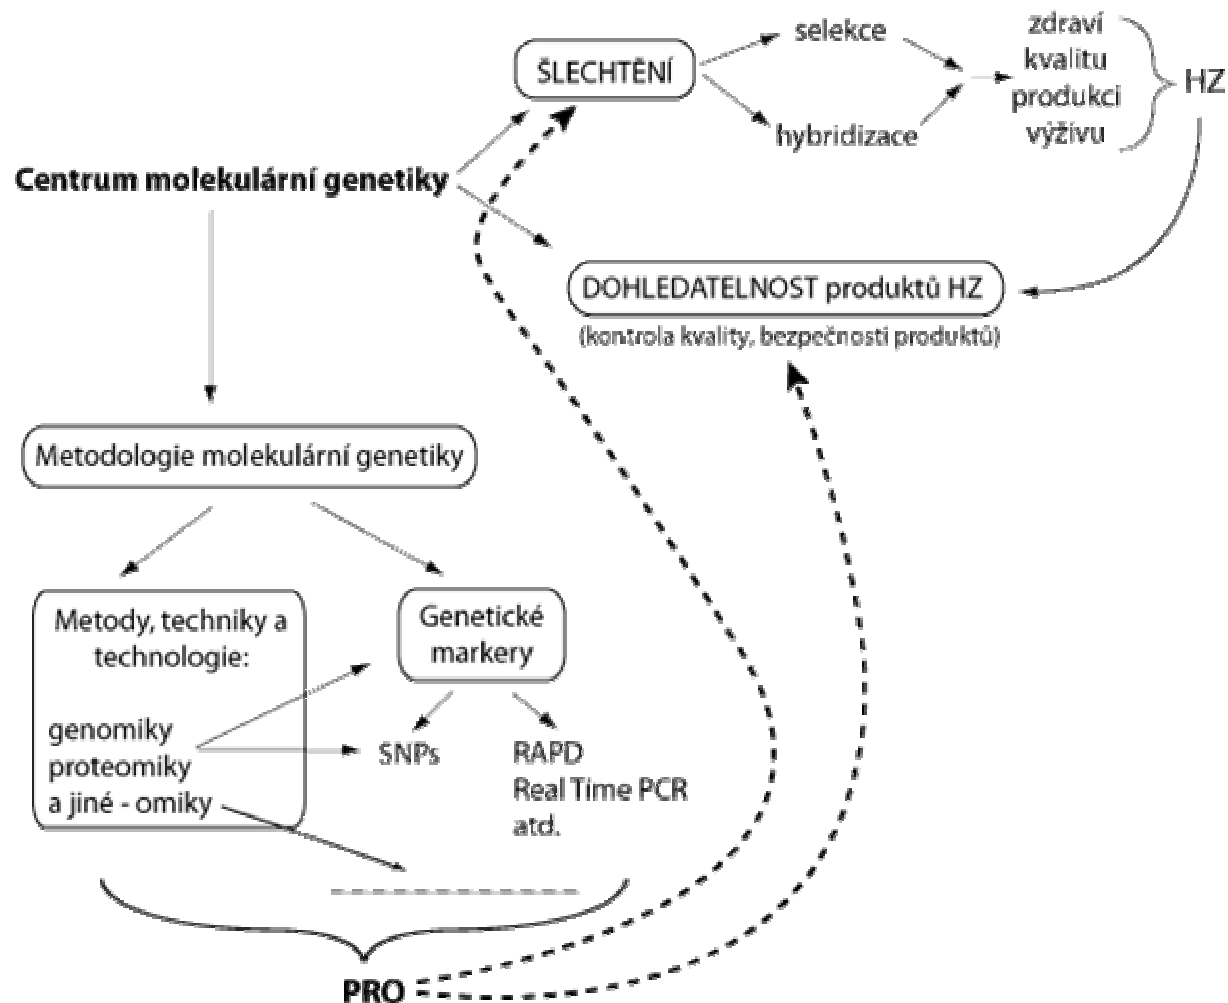 selekce
ŠLECHTĚNÍ
hybridizace
zdraví
kvalitu
produkci
výživu
HZ
Centrum molekulární genetiky
DOHLEDATELNOST produktů HZ
(kontrola kvality, bezpečnosti produktů)
Metodologie molekulární genetiky
Metody, techniky a
technologie:
genomiky
proteomiky
a jiné - omiky
Genetické
markery
SNPs
RAPD
Real Time PCR
atd.
PRO